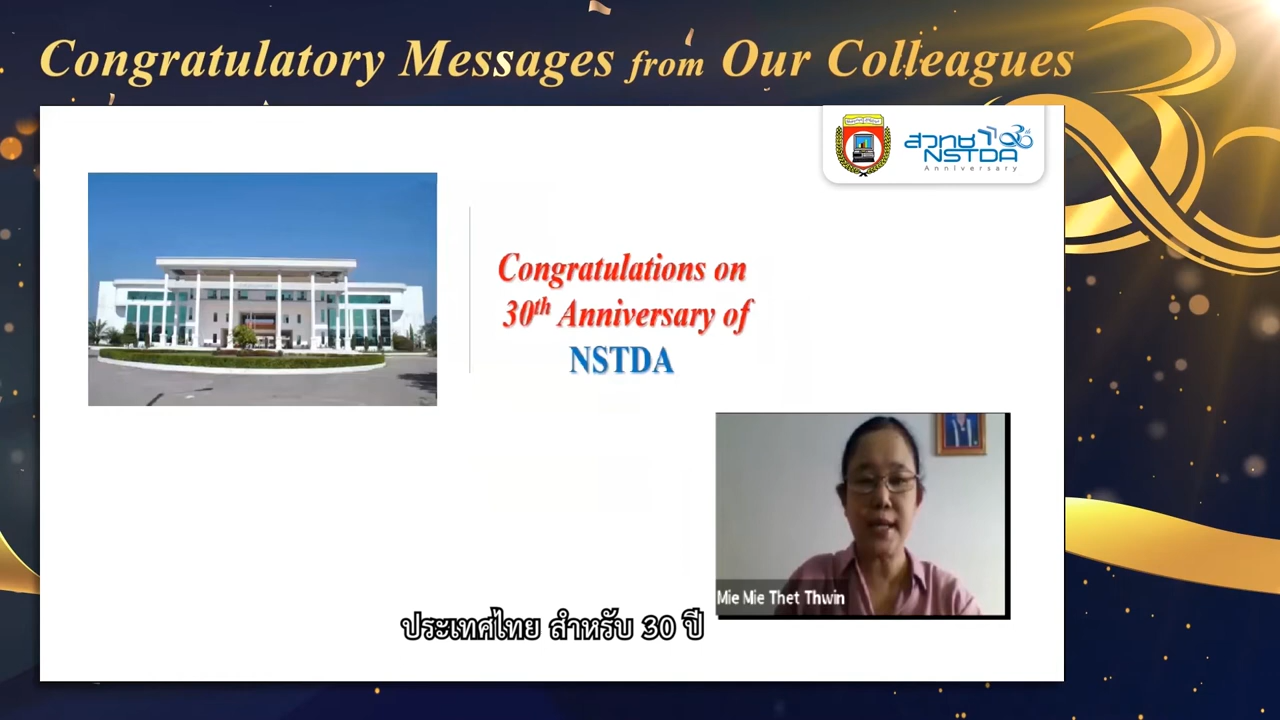 Congratulatory Messages from Our Colleagues
สวทช
NSTDA
Anniversary
Congratulations on
30th Anniversary of
NSTDA
Mie Mie Thet Thwin
ประเทศไทย สำหรับ 30 ปี